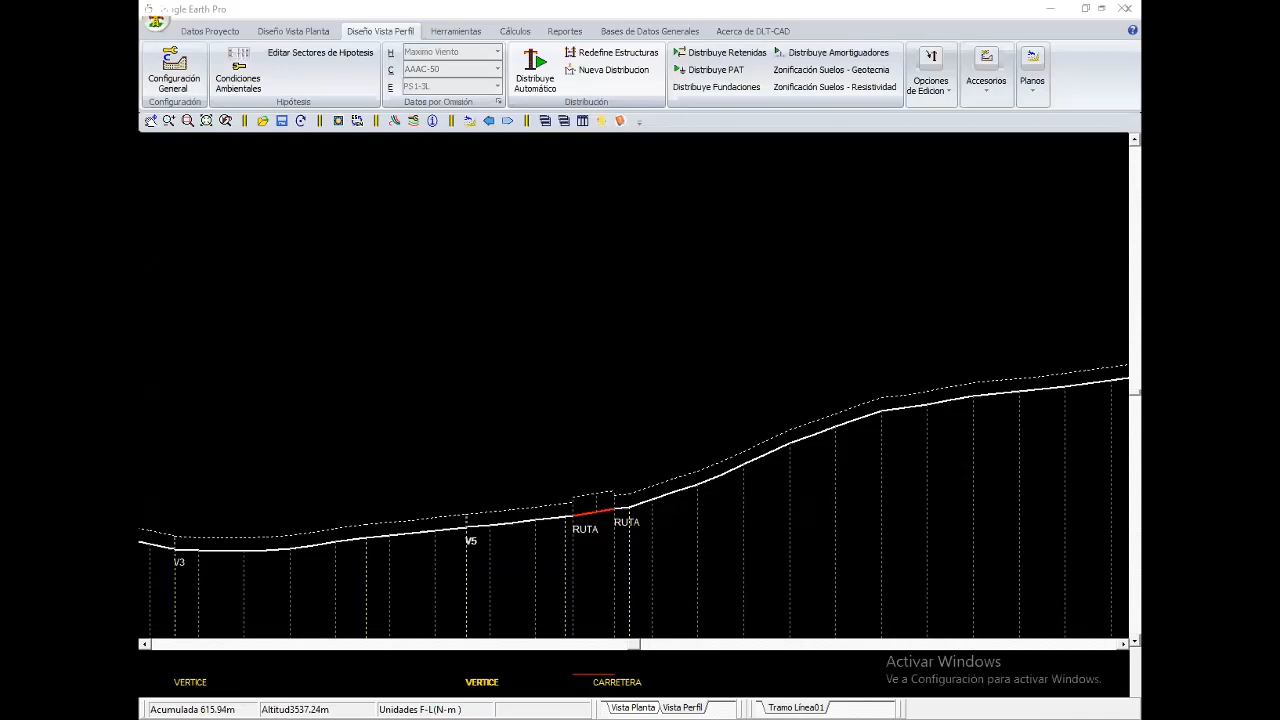 gle Earth Pro
Datos Proyecto Diseño Vista Planta Diseño Vista Perfil Herramientas Cálculos Reportes Bases de Datos Generales Acerca de DLT-CAD
Configuración General
Configuración
Condiciones Ambientales
Editar Sectores de Hipotesis
Hipótesis
H Maximo Viento
C AAAC-50
E PS1-3L
Datos por Omisión
Distribuye Automático
Redefine Estructuras
Nueva Distribucion
Distribución
Distribuye Retenidas
Distribuye PAT
Distribuye Fundaciones
Distribuye Amortiguadores
Zonificación Suelos - Geotecnia
Zonificación Suelos - Resistividad
Opciones de Edicion
Accesorios
Planos
RUTA
RUTA
V5
V3
Activar Windows
Ve a Configuración para activar Windows.
VERTICE VERTICE CARRETERA
Acumulada 615.94m Altitud3537.24m Unidades F-L(N-m ) Vista Planta Vista Perfil Tramo Línea01